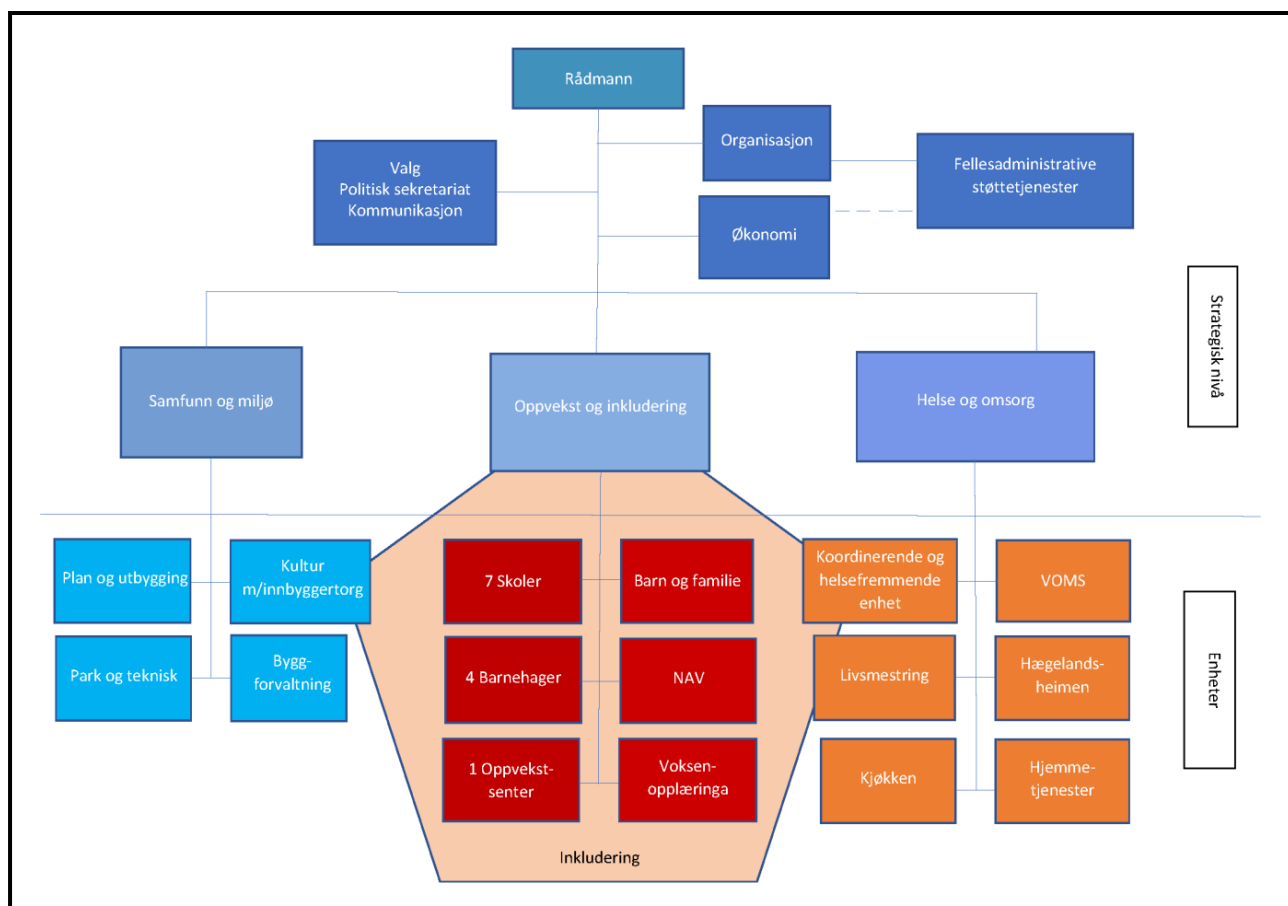 Rådmann
Organisasjon
Valg
Politisk sekretariat
Kommunikasjon
Fellesadministrative
støttetjenester
Økonomi
Strategisk nivå
Samfunn og miljø
Oppvekst og inkludering
Helse og omsorg
Plan og utbygging
Kultur
m/innbyggertorg
7 Skoler
Barn og familie
Koordinerende og
helsefremmende
enhet
VOMS
Park og teknisk
Bygg-
forvaltning
4 Barnehager
NAV
Livsmestring
Hægelands-
heimen
Enheter
1 Oppvekst-
senter
Voksen-
opplæringa
Kjøkken
Hjemme-
tjenester
Inkludering